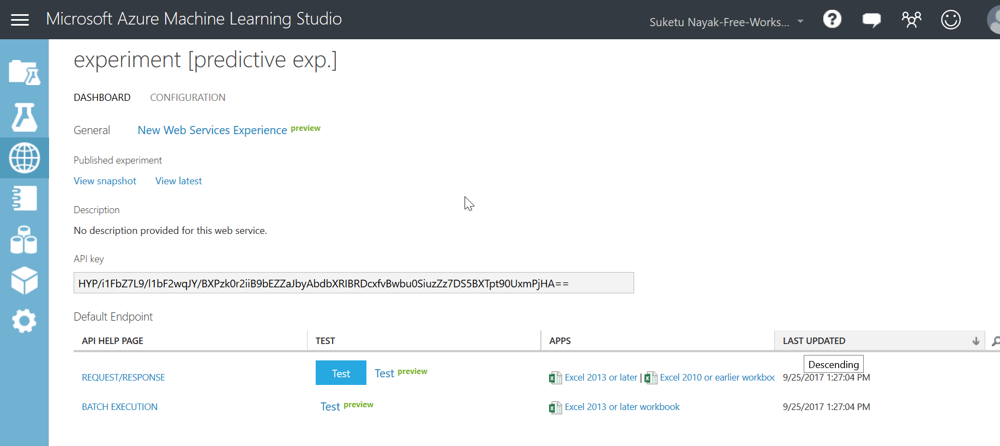 Microsoft Azure Machine Learning Studio
Suketu Nayak-Free-Works...
experiment [predictive exp.]
DASHBOARD CONFIGURATION
General New Web Services Experience preview
Published experiment
View snapshot View latest
Description
No description provided for this web service.
API key
HYP/i1FbZ7L9/l1bF2wqJY/BXPzk0r2iiB9bEZZaJbyAbdbXRIBRDcxfvBwbu0SiuzZz7DS5BXTpt90UxmPjHA==
Default Endpoint
API HELP PAGE TEST APPS LAST UPDATED
Descending
REQUEST/RESPONSE Test Test preview Excel 2013 or later | Excel 2010 or earlier workboo 9/25/2017 1:27:04 PM
BATCH EXECUTION Test preview Excel 2013 or later workbook 9/25/2017 1:27:04 PM